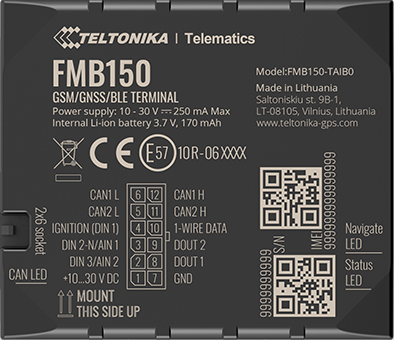 TELTONIKA | Telematics
FMB150
GSM/GNSS/BLE TERMINAL
Power supply: 10 - 30 V ⎓ 250 mA Max
Internal Li-ion battery 3.7 V, 170 mAh
Model:FMB150-TAIB0
Made in Lithuania
Saltoniskiu st. 9B-1,
LT-08105, Vilnius, Lithuania
www.teltonika-gps.com
CE E57 10R-06XXXX
2x6 socket
CAN1 L 6 12 CAN1 H
CAN2 L 5 11 CAN2 H
IGNITION (DIN 1) 4 10 1-WIRE DATA
DIN 2-N/AIN 1 3 9 DOUT 2
DIN 3/AIN 2 2 8 DOUT 1
+10...30 V DC 1 7 GND
CAN LED
MOUNT
THIS SIDE UP
S/N
9999999999
IMEI
999999999999999
Navigate
LED
Status
LED